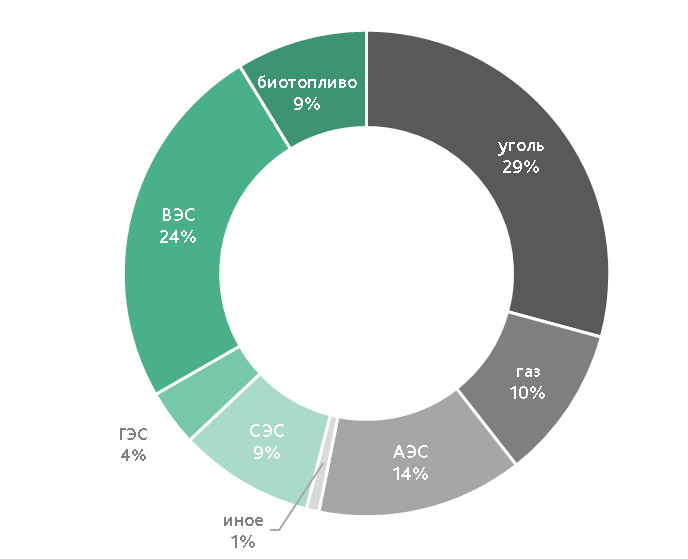 биотопливо
9%
уголь
29%
ВЭС
24%
газ
10%
ГЭС
4%
СЭС
9%
АЭС
14%
иное
1%